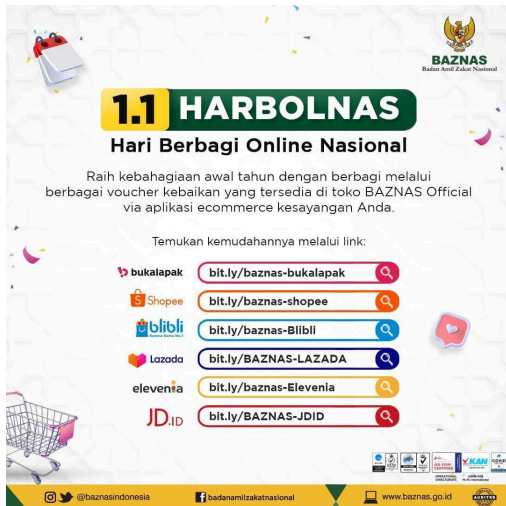 BAZNAS
Badan Amil Zakat Nasional
1.1 HARBOLNAS
Hari Berbagi Online Nasional
Raih kebahagiaan awal tahun dengan berbagi melalui
berbagai voucher kebaikan yang tersedia di toko BAZNAS Official
via aplikasi ecommerce kesayangan Anda.
Temukan kemudahannya melalui link:
bukalapak bit.ly/baznas-bukalapak
Shopee bit.ly/baznas-shopee
blibli bit.ly/baznas-Blibli
Lazada bit.ly/BAZNAS-LAZADA
elevenia bit.ly/baznas-Elevenia
JD.ID bit.ly/BAZNAS-JDID
KAN
@baznasindonesia badanamilzakatnasional www.baznas.go.id